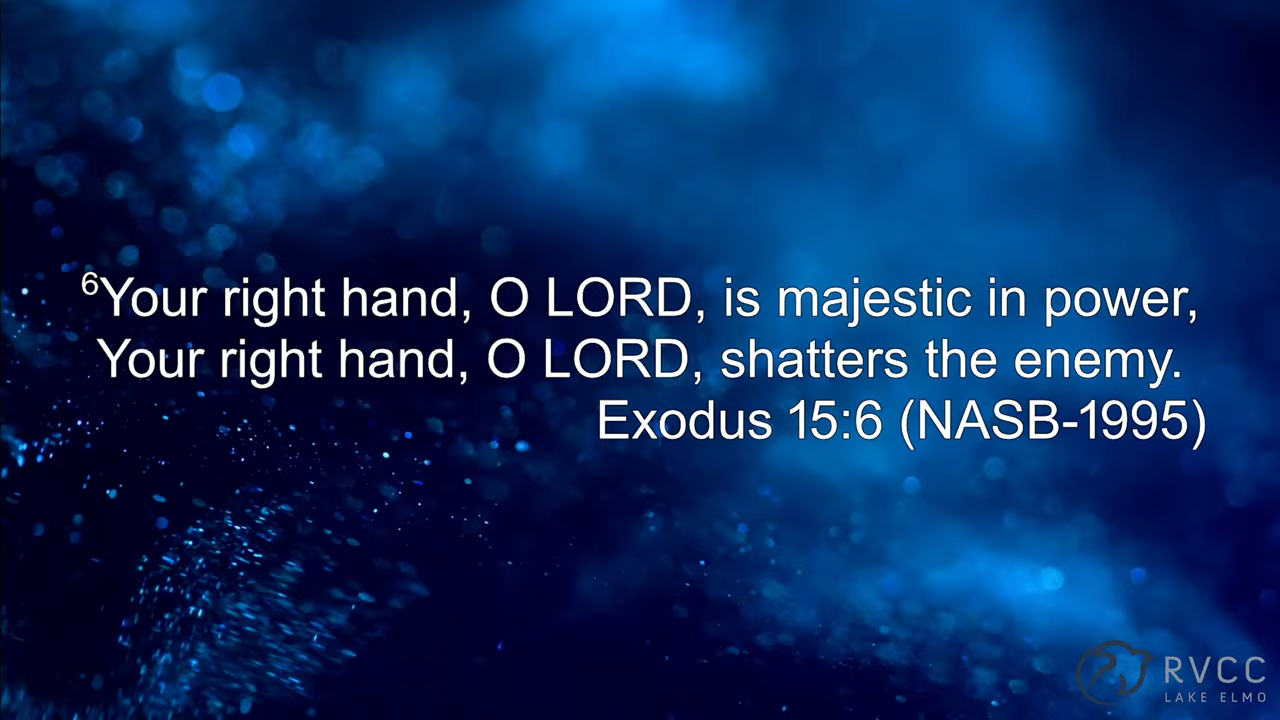 ⁶Your right hand, O LORD, is majestic in power,
Your right hand, O LORD, shatters the enemy.
Exodus 15:6 (NASB-1995)
RVCC
LAKE ELMO